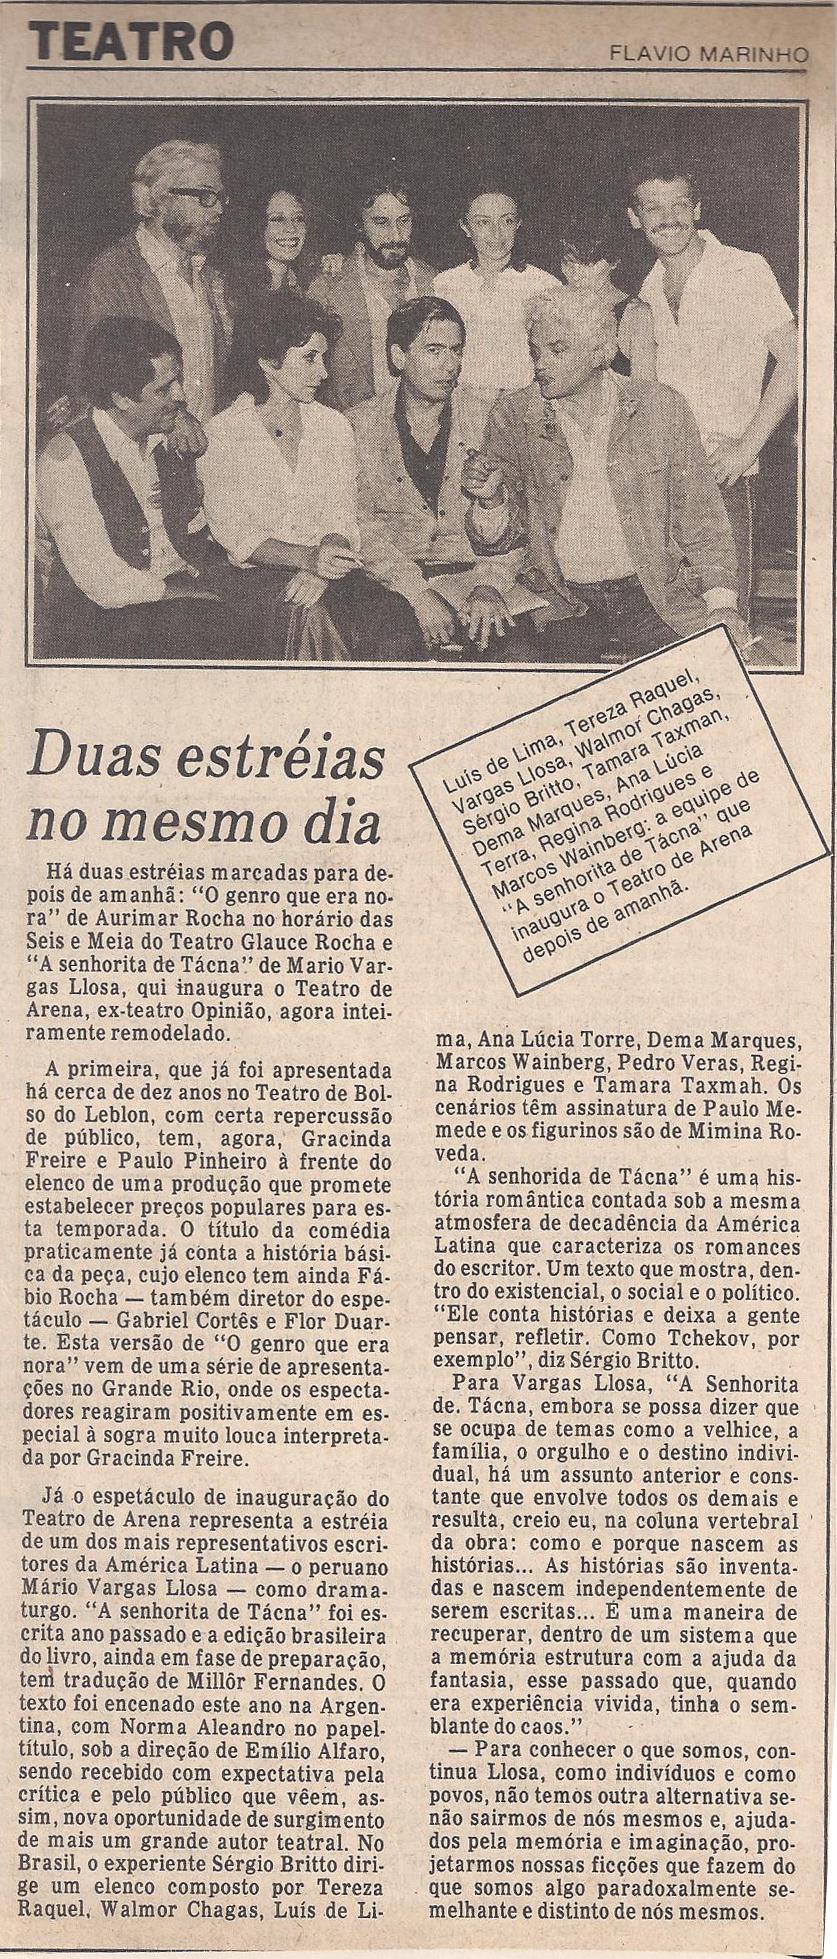 TEATRO
FLAVIO MARINHO
Luís de Lima, Tereza Raquel,
Vargas Llosa, Walmor Chagas,
Sérgio Britto, Tamara Taxman,
Dema Marques, Ana Lúcia
Terra, Regina Rodrigues e
Marcos Wainberg: a equipe de
“A senhorita de Tácna” que
inaugura o Teatro de Arena
depois de amanhã.
Duas estréias
no mesmo dia
Há duas estréias marcadas para de-
pois de amanhã: “O genro que era no-
ra” de Aurimar Rocha no horário das
Seis e Meia do Teatro Glauce Rocha e
“A senhorita de Tácna” de Mario Var-
gas Llosa, qui inaugura o Teatro de
Arena, ex-teatro Opinião, agora intei-
ramente remodelado.
A primeira, que já foi apresentada
há cerca de dez anos no Teatro de Bol-
so do Leblon, com certa repercussão
de público, tem, agora, Gracinda
Freire e Paulo Pinheiro à frente do
elenco de uma produção que promete
estabelecer preços populares para es-
ta temporada. O título da comédia
praticamente já conta a história bási-
ca da peça, cujo elenco tem ainda Fá-
bio Rocha — também diretor do espe-
táculo — Gabriel Cortês e Flor Duar-
te. Esta versão de “O genro que era
nora” vem de uma série de apresenta-
ções no Grande Rio, onde os especta-
dores reagiram positivamente em es-
pecial à sogra muito louca interpreta-
da por Gracinda Freire.
Já o espetáculo de inauguração do
Teatro de Arena representa a estréia
de um dos mais representativos escri-
tores da América Latina — o peruano
Mário Vargas Llosa — como drama-
turgo. “A senhorita de Tácna” foi es-
crita ano passado e a edição brasileira
do livro, ainda em fase de preparação,
tem tradução de Millôr Fernandes. O
texto foi encenado este ano na Argen-
tina, com Norma Aleandro no papel-
título, sob a direção de Emílio Alfaro,
sendo recebido com expectativa pela
crítica e pelo público que vêem, as-
sim, nova oportunidade de surgimento
de mais um grande autor teatral. No
Brasil, o experiente Sérgio Britto diri-
ge um elenco composto por Tereza
Raquel, Walmor Chagas, Luís de Li-
ma, Ana Lúcia Torre, Dema Marques,
Marcos Wainberg, Pedro Veras, Regi-
na Rodrigues e Tamara Taxmah. Os
cenários têm assinatura de Paulo Me-
mede e os figurinos são de Mimina Ro-
veda.
“A senhorida de Tácna” é uma his-
tória romântica contada sob a mesma
atmosfera de decadência da América
Latina que caracteriza os romances
do escritor. Um texto que mostra, den-
tro do existencial, o social e o político.
“Ele conta histórias e deixa a gente
pensar, refletir. Como Tchekov, por
exemplo”, diz Sérgio Britto.
Para Vargas Llosa, “A Senhorita
de. Tácna, embora se possa dizer que
se ocupa de temas como a velhice, a
família, o orgulho e o destino indivi-
dual, há um assunto anterior e cons-
tante que envolve todos os demais e
resulta, creio eu, na coluna vertebral
da obra: como e porque nascem as
histórias... As histórias são inventa-
das e nascem independentemente de
serem escritas... É uma maneira de
recuperar, dentro de um sistema que
a memória estrutura com a ajuda da
fantasia, esse passado que, quando
era experiência vivida, tinha o sem-
blante do caos.”
— Para conhecer o que somos, con-
tinua Llosa, como indivíduos e como
povos, não temos outra alternativa se-
não sairmos de nós mesmos e, ajuda-
dos pela memória e imaginação, pro-
jetarmos nossas ficções que fazem do
que somos algo paradoxalmente se-
melhante e distinto de nós mesmos.